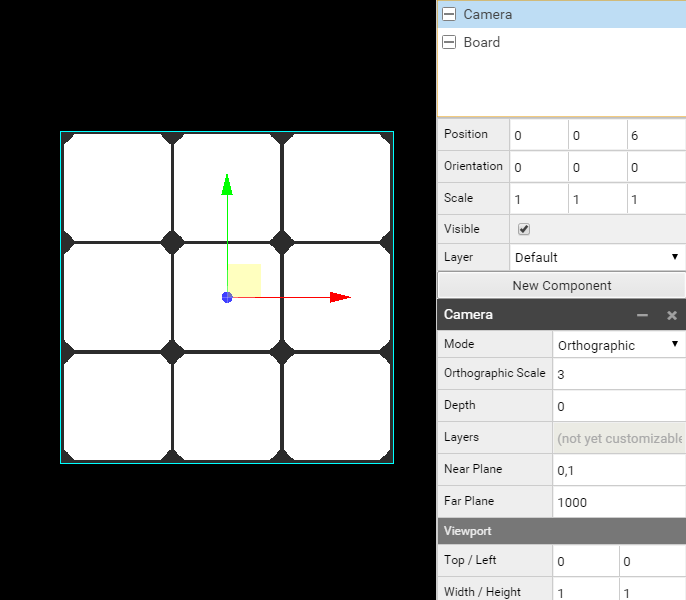 Camera
Board
Position 0 0 6
Orientation 0 0 0
Scale 1 1 1
Visible
Layer Default
New Component
Camera
Mode Orthographic
Orthographic Scale 3
Depth 0
Layers (not yet customizable
Near Plane 0,1
Far Plane 1000
Viewport
Top / Left 0 0
Width / Height 1 1